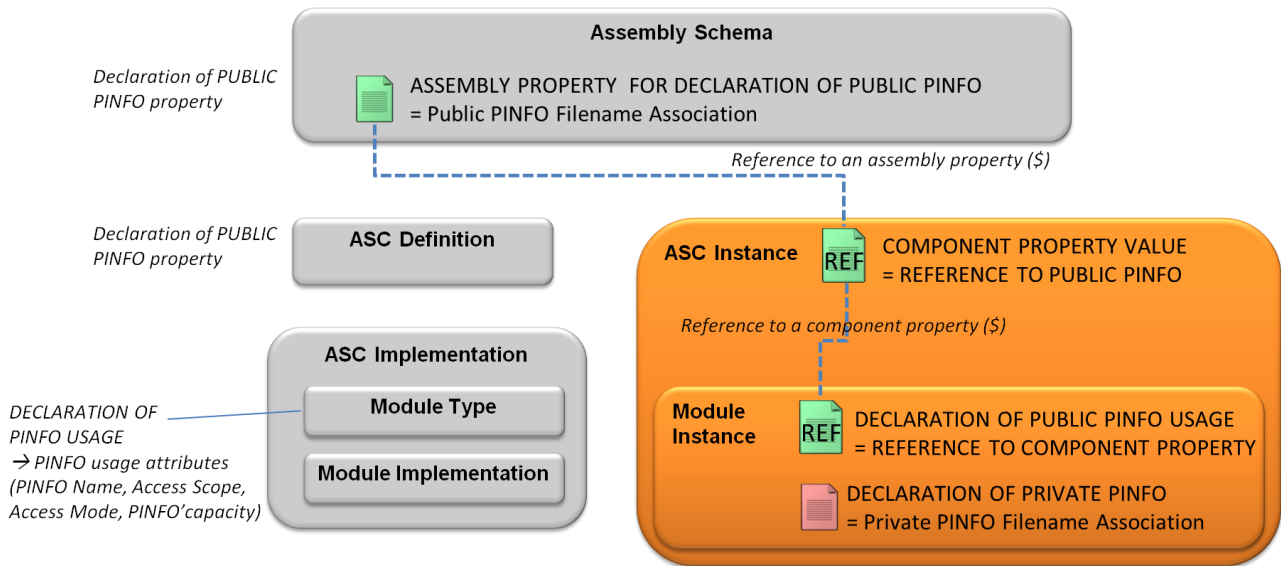 Assembly Schema
Declaration of PUBLIC
PINFO property
ASSEMBLY PROPERTY FOR DECLARATION OF PUBLIC PINFO
= Public PINFO Filename Association
Reference to an assembly property ($)
Declaration of PUBLIC
PINFO property
ASC Definition
ASC Instance
REF
COMPONENT PROPERTY VALUE
= REFERENCE TO PUBLIC PINFO
Reference to a component property ($)
ASC Implementation
Module Type
Module Implementation
DECLARATION OF
PINFO USAGE
→ PINFO usage attributes
(PINFO Name, Access Scope,
Access Mode, PINFO'capacity)
Module
Instance
REF
DECLARATION OF PUBLIC PINFO USAGE
= REFERENCE TO COMPONENT PROPERTY
DECLARATION OF PRIVATE PINFO
= Private PINFO Filename Association